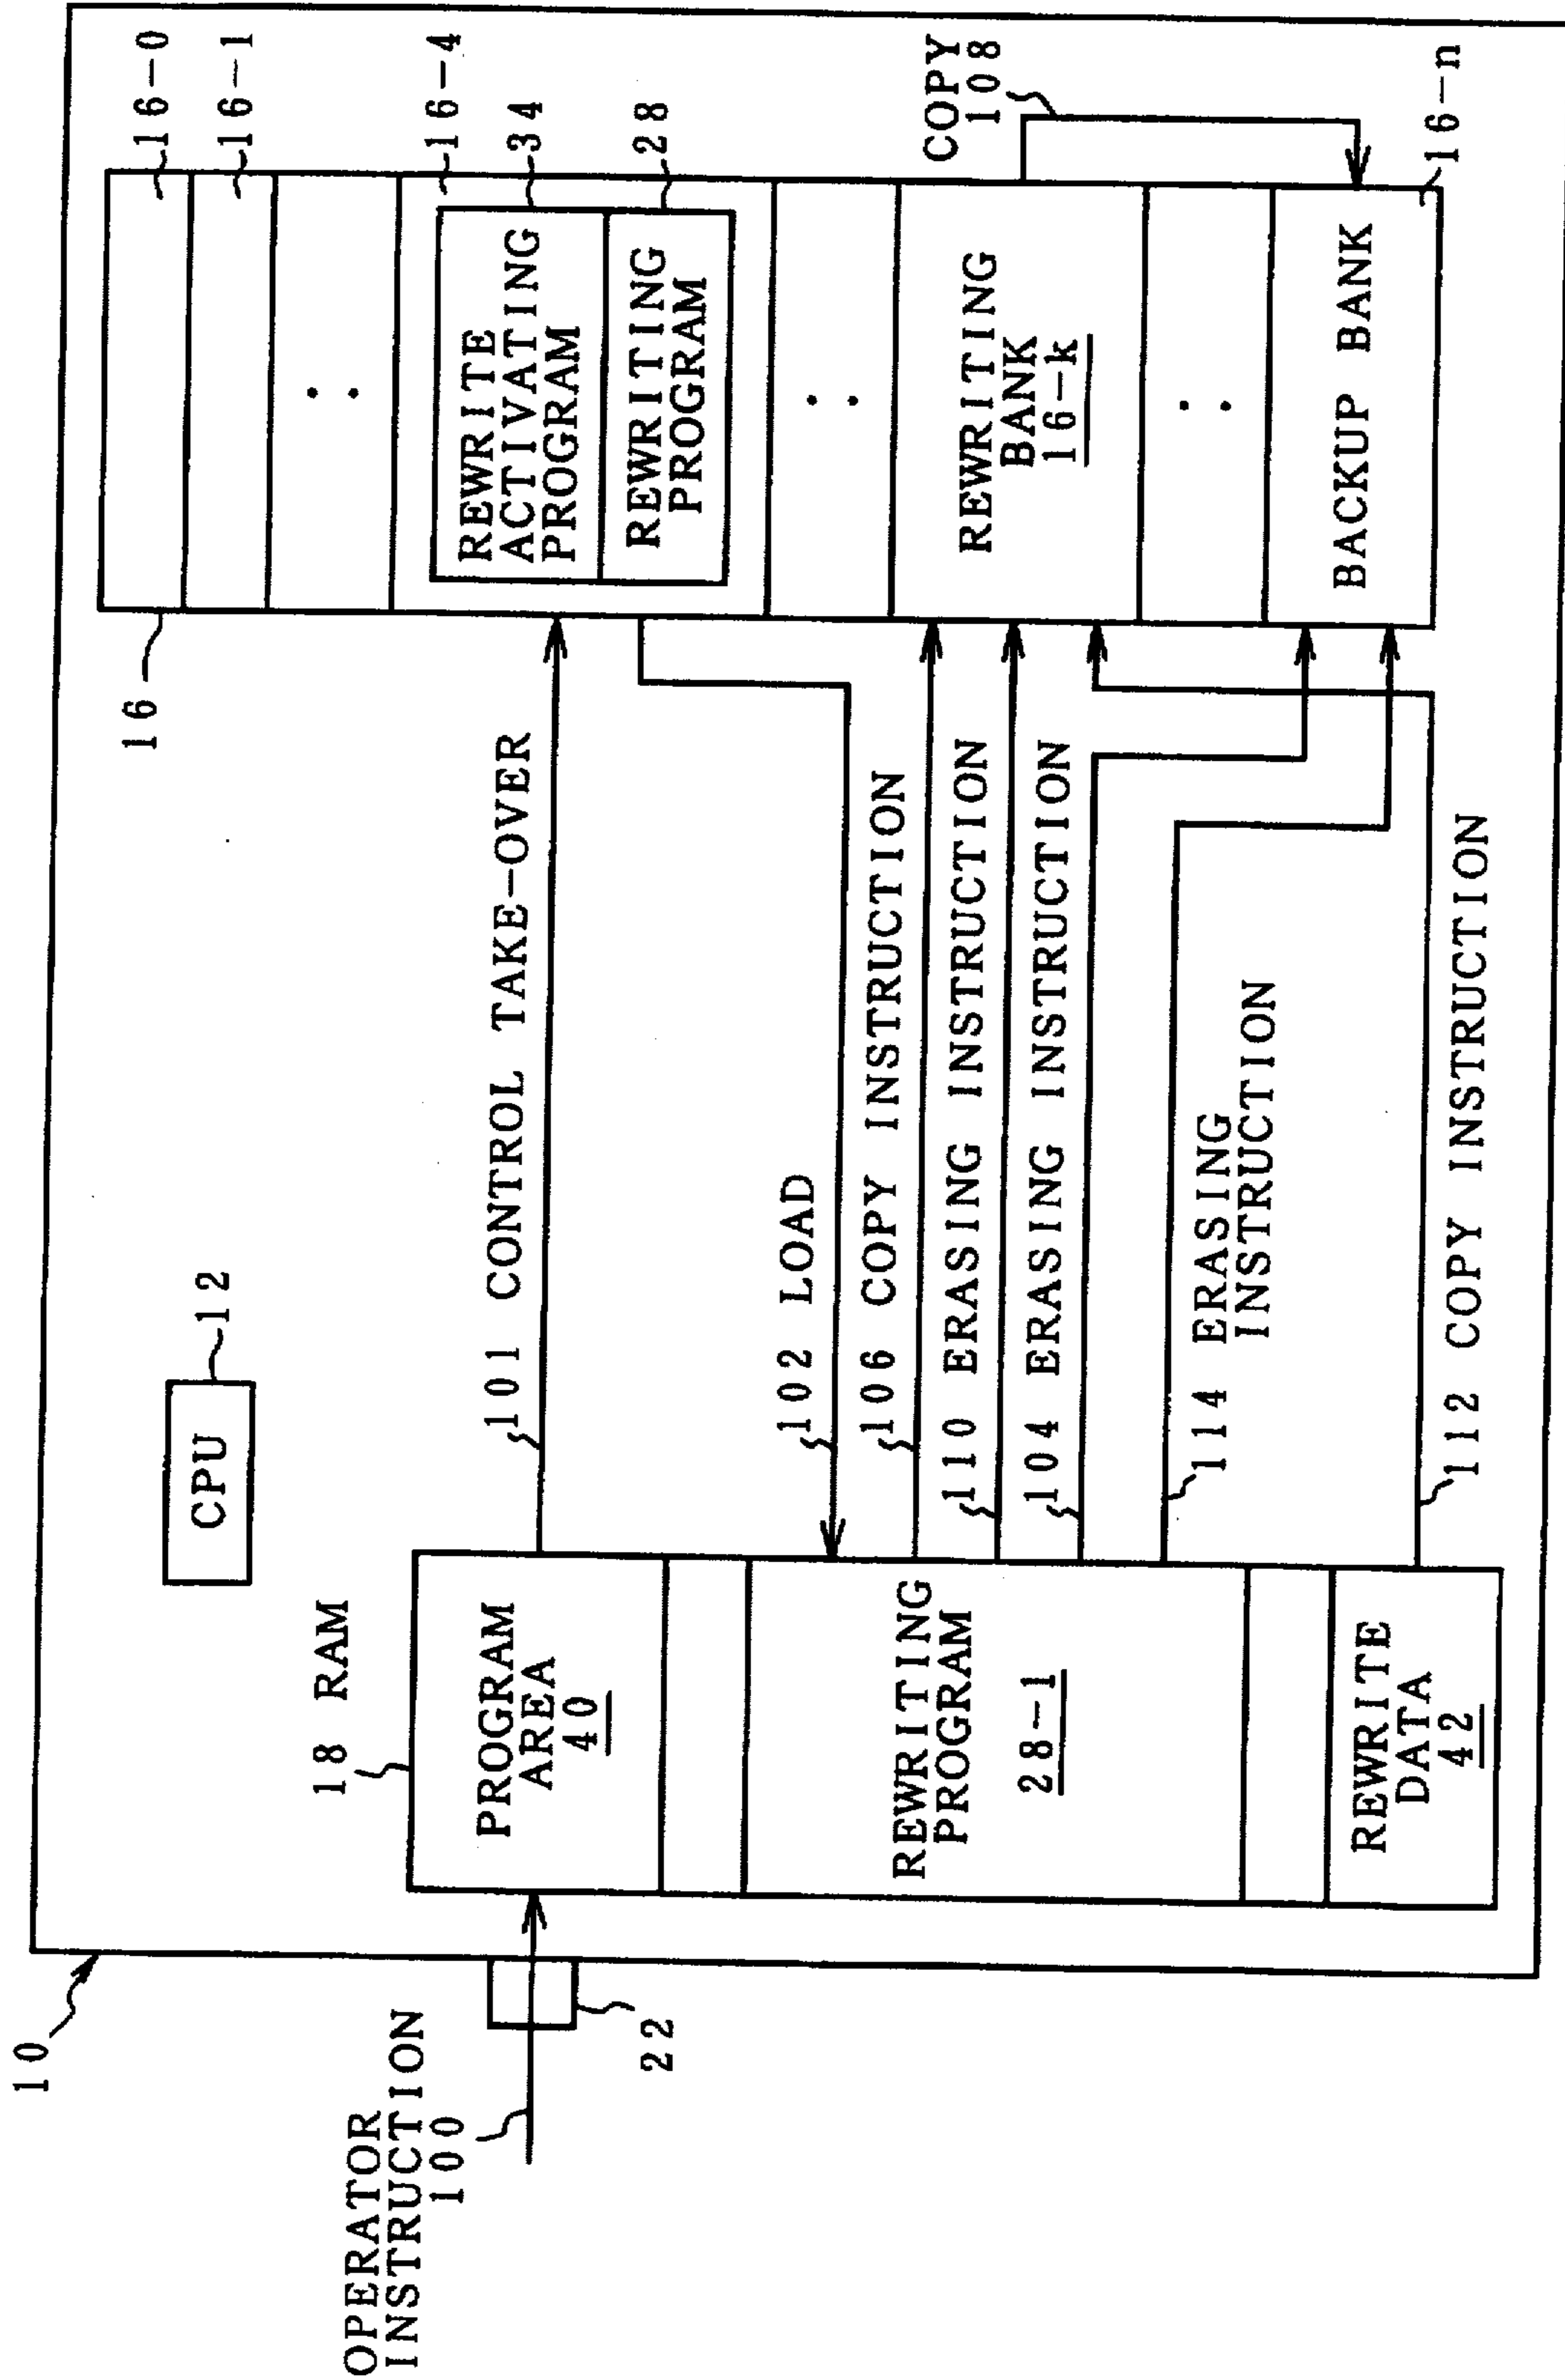 10
OPERATOR
INSTRUCTION
100
22
18 RAM
PROGRAM
AREA
40
REWRITING
PROGRAM
28-1
REWRITE
DATA
42
CPU
12
101 CONTROL TAKE-OVER
102 LOAD
106 COPY INSTRUCTION
110 ERASING INSTRUCTION
104 ERASING INSTRUCTION
114 ERASING
INSTRUCTION
112 COPY INSTRUCTION
16
16-0
16-1
16-4
REWRITE
ACTIVATING
PROGRAM
34
REWRITING
PROGRAM
28
REWRITING
BANK
16-k
COPY
108
BACKUP BANK
16-n